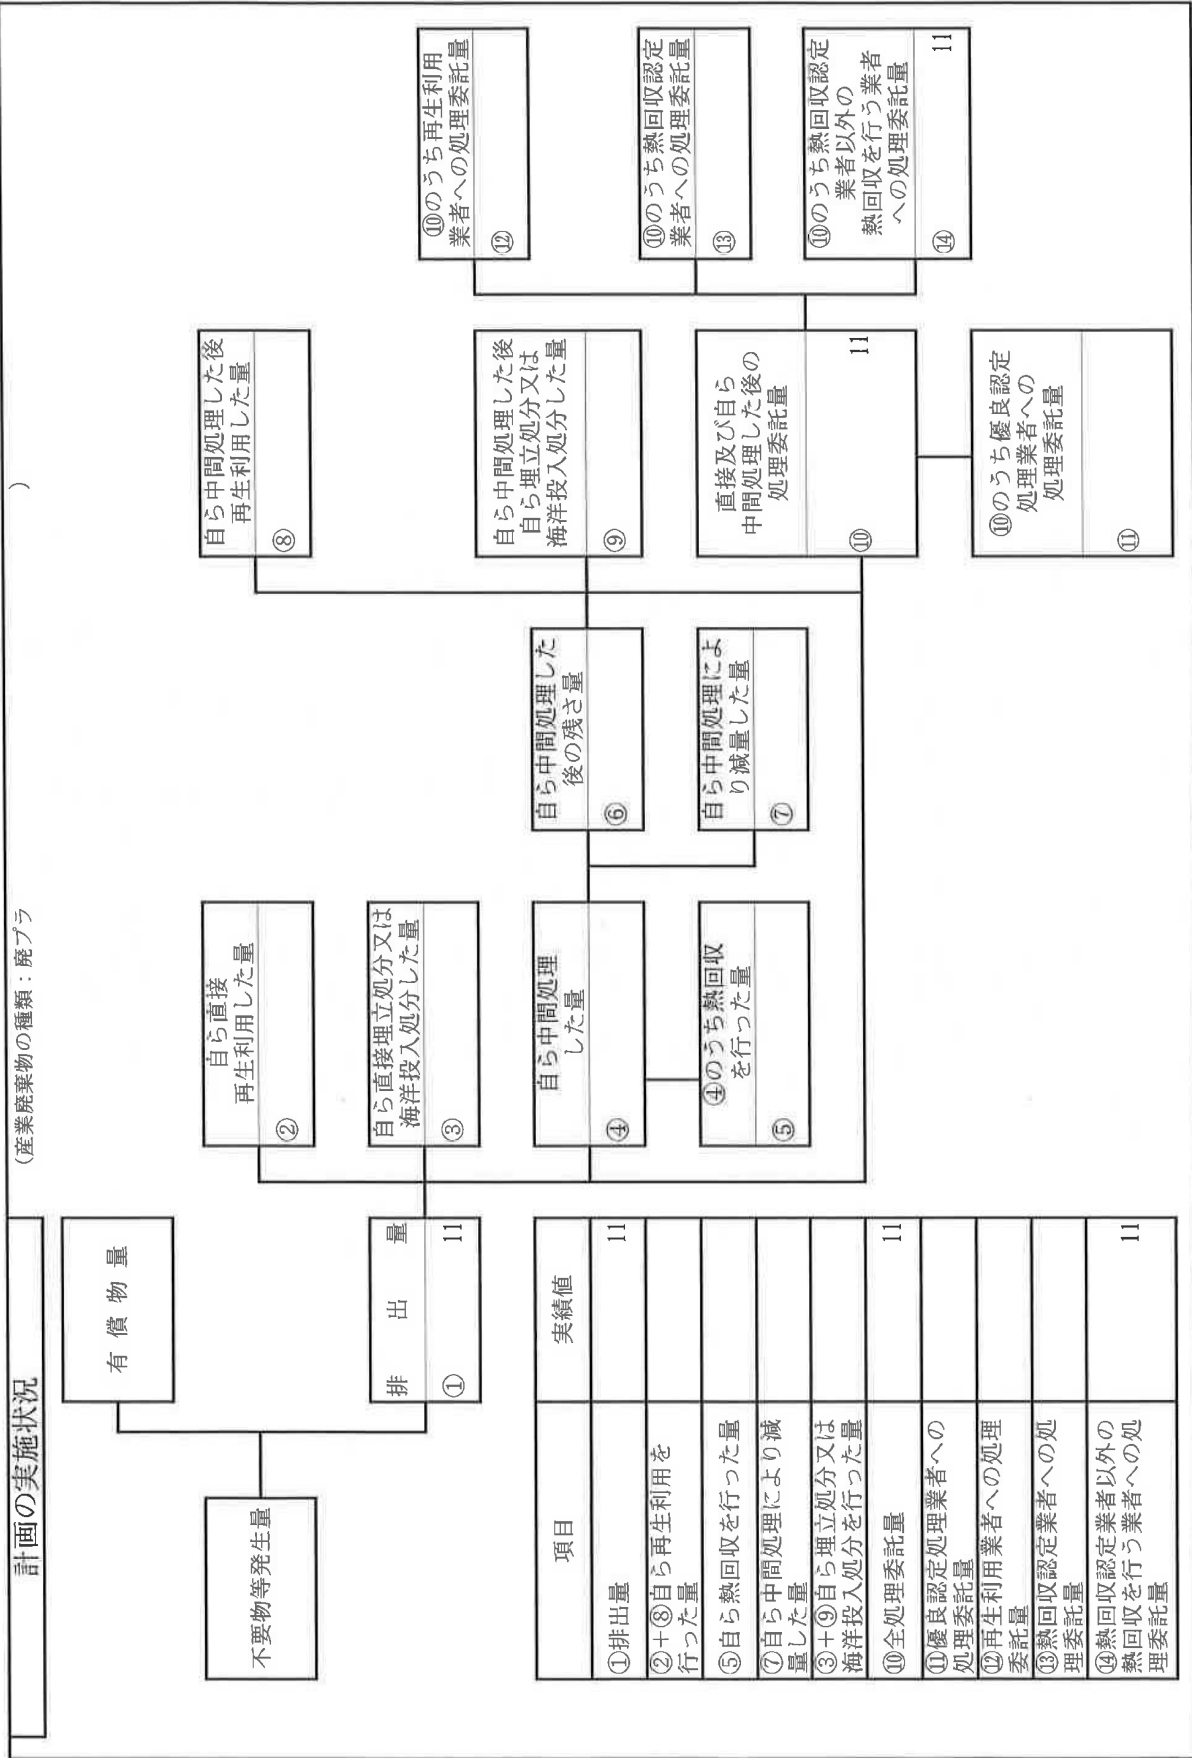 計画の実施状況
(産業廃棄物の種類：廃プラ )
不要物等発生量
有償物量
排出量
① 11
自ら直接
再生利用した量
②
自ら直接埋立処分又は
海洋投入処分した量
③
自ら中間処理
した量
④
④のうち熱回収
を行った量
⑤
自ら中間処理した
後の残さ量
⑥
自ら中間処理によ
り減量した量
⑦
自ら中間処理した後
再生利用した量
⑧
自ら中間処理した後
自ら埋立処分又は
海洋投入処分した量
⑨
直接及び自ら
中間処理した後の
処理委託量
⑩ 11
⑩のうち優良認定
処理業者への
処理委託量
⑪
⑩のうち再生利用
業者への処理委託量
⑫
⑩のうち熱回収認定
業者への処理委託量
⑬
⑩のうち熱回収認定
業者以外の
熱回収を行う業者
への処理委託量
⑭ 11
項目 実績値
①排出量 11
②+⑧自ら再生利用を
行った量
⑤自ら熱回収を行った量
⑦自ら中間処理により減
量した量
③+⑨自ら埋立処分又は
海洋投入処分を行った量
⑩全処理委託量 11
⑪優良認定処理業者への
処理委託量
⑫再生利用業者への処理
委託量
⑬熱回収認定業者への処
理委託量
⑭熱回収認定業者以外の
熱回収を行う業者への処
理委託量 11